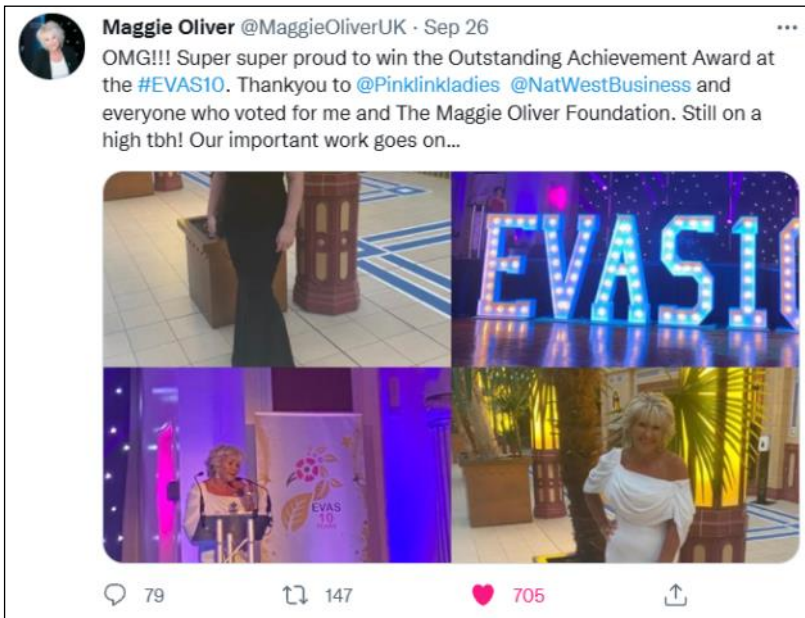 Maggie Oliver @MaggieOliverUK · Sep 26
OMG!!! Super super proud to win the Outstanding Achievement Award at
the #EVAS10. Thankyou to @Pinklinkladies @NatWestBusiness and
everyone who voted for me and The Maggie Oliver Foundation. Still on a
high tbh! Our important work goes on...
EVAS10
EVAS
10
YEARS
79 147 705